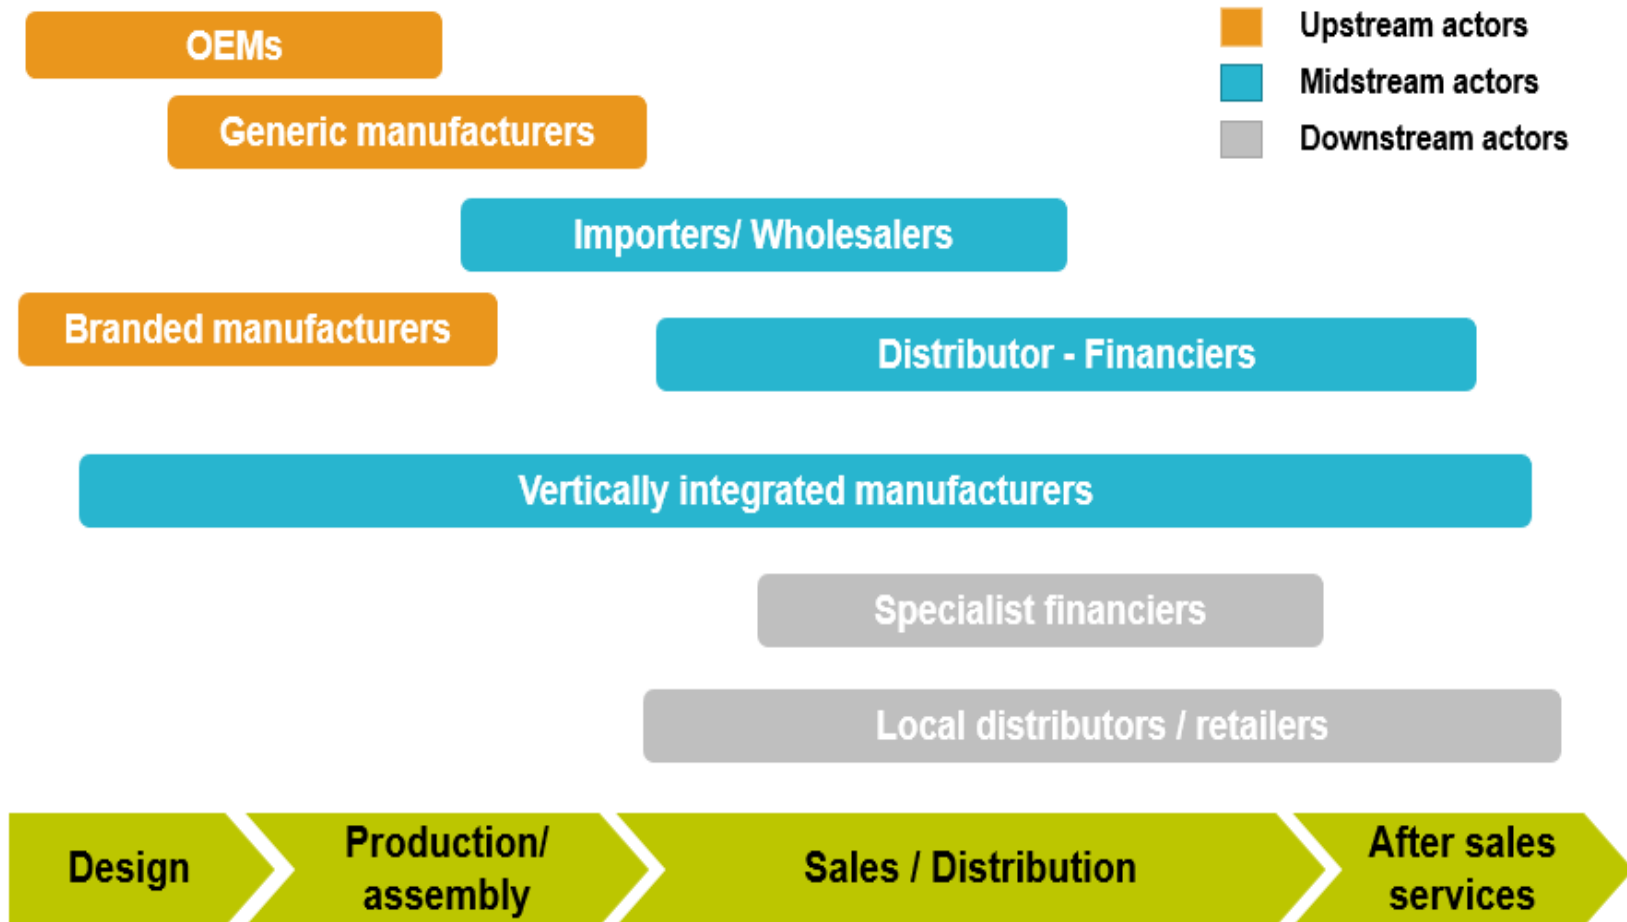 OEMs
Upstream actors
Midstream actors
Downstream actors
Generic manufacturers
Importers/ Wholesalers
Branded manufacturers
Distributor - Financiers
Vertically integrated manufacturers
Specialist financiers
Local distributors / retailers
Design
Production/
assembly
Sales / Distribution
After sales
services